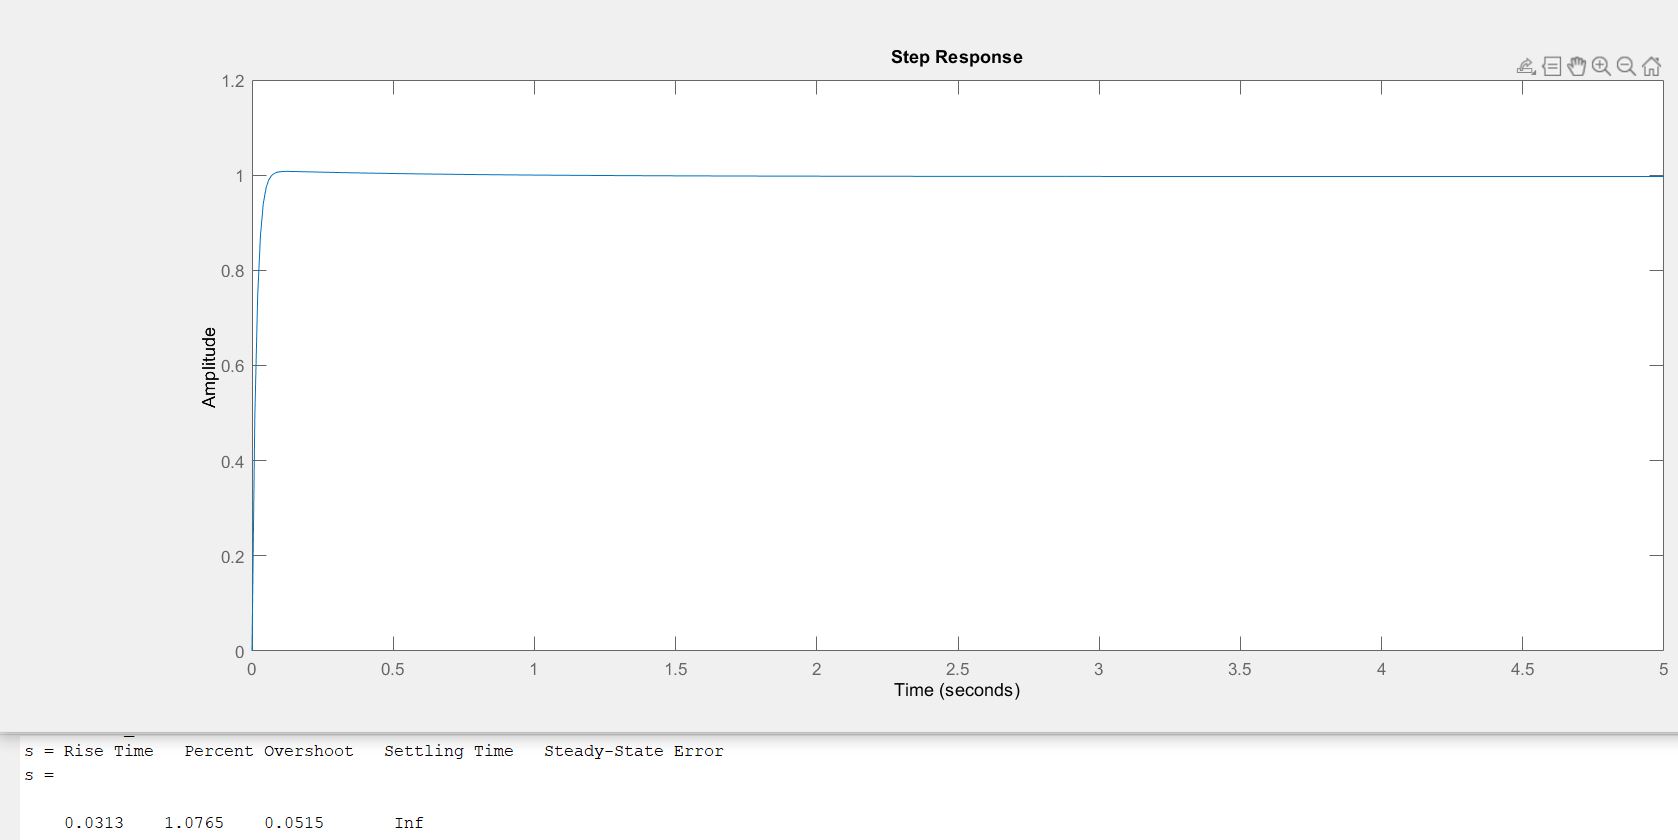 Step Response
1.2
1
0.8
0.6
0.4
0.2
0
Amplitude
0 0.5 1 1.5 2 2.5 3 3.5 4 4.5 5
Time (seconds)
s = Rise Time   Percent Overshoot   Settling Time   Steady-State Error
s =
0.0313    1.0765    0.0515       Inf